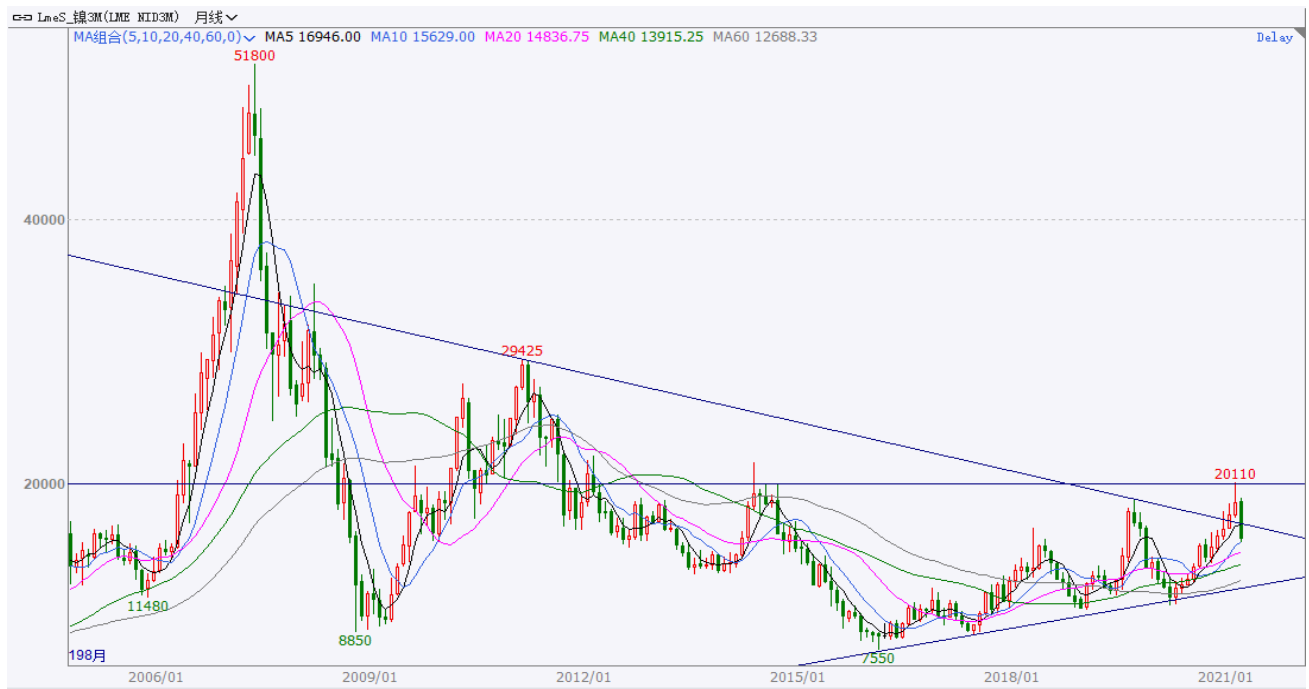 LmeS_镍3M(LME NID3M) 月线
MA组合(5,10,20,40,60,0) MA5 16946.00 MA10 15629.00 MA20 14836.75 MA40 13915.25 MA60 12688.33 Delay
51800
40000
29425
20110
20000
11480
8850
7550
198月
2006/01 2009/01 2012/01 2015/01 2018/01 2021/01